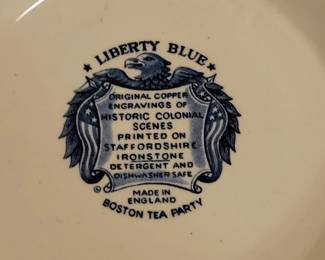 ★ LIBERTY BLUE ★
ORIGINAL COPPER
ENGRAVINGS OF
HISTORIC COLONIAL
SCENES
PRINTED ON
STAFFORDSHIRE
IRONSTONE
DETERGENT AND
DISHWASHER SAFE
© MADE IN
ENGLAND
BOSTON TEA PARTY